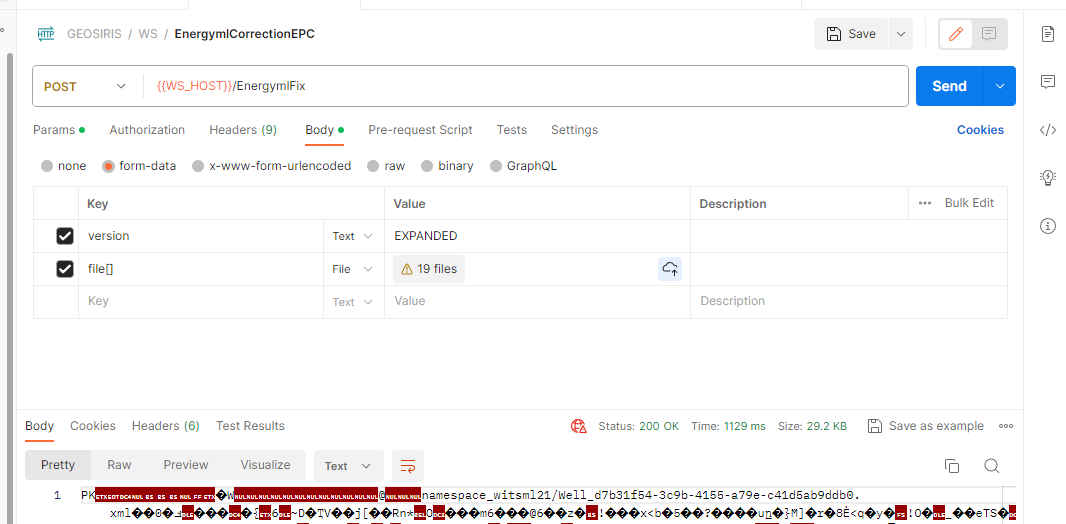 HTTP GEOSIRIS / WS / EnergymlCorrectionEPC Save
POST {{WS_HOST}}/EnergymlFix Send
Params Authorization Headers (9) Body Pre-request Script Tests Settings Cookies
none form-data x-www-form-urlencoded raw binary GraphQL
Key Value Description Bulk Edit
version Text EXPANDED
file[] File 19 files
Key Text Value Description
Body Cookies Headers (6) Test Results Status: 200 OK Time: 1129 ms Size: 29.2 KB Save as example
Pretty Raw Preview Visualize Text
1 PK namespace_witsml21/Well_d7b31f54-3c9b-4155-a79e-c41d5ab9ddb0.
xml